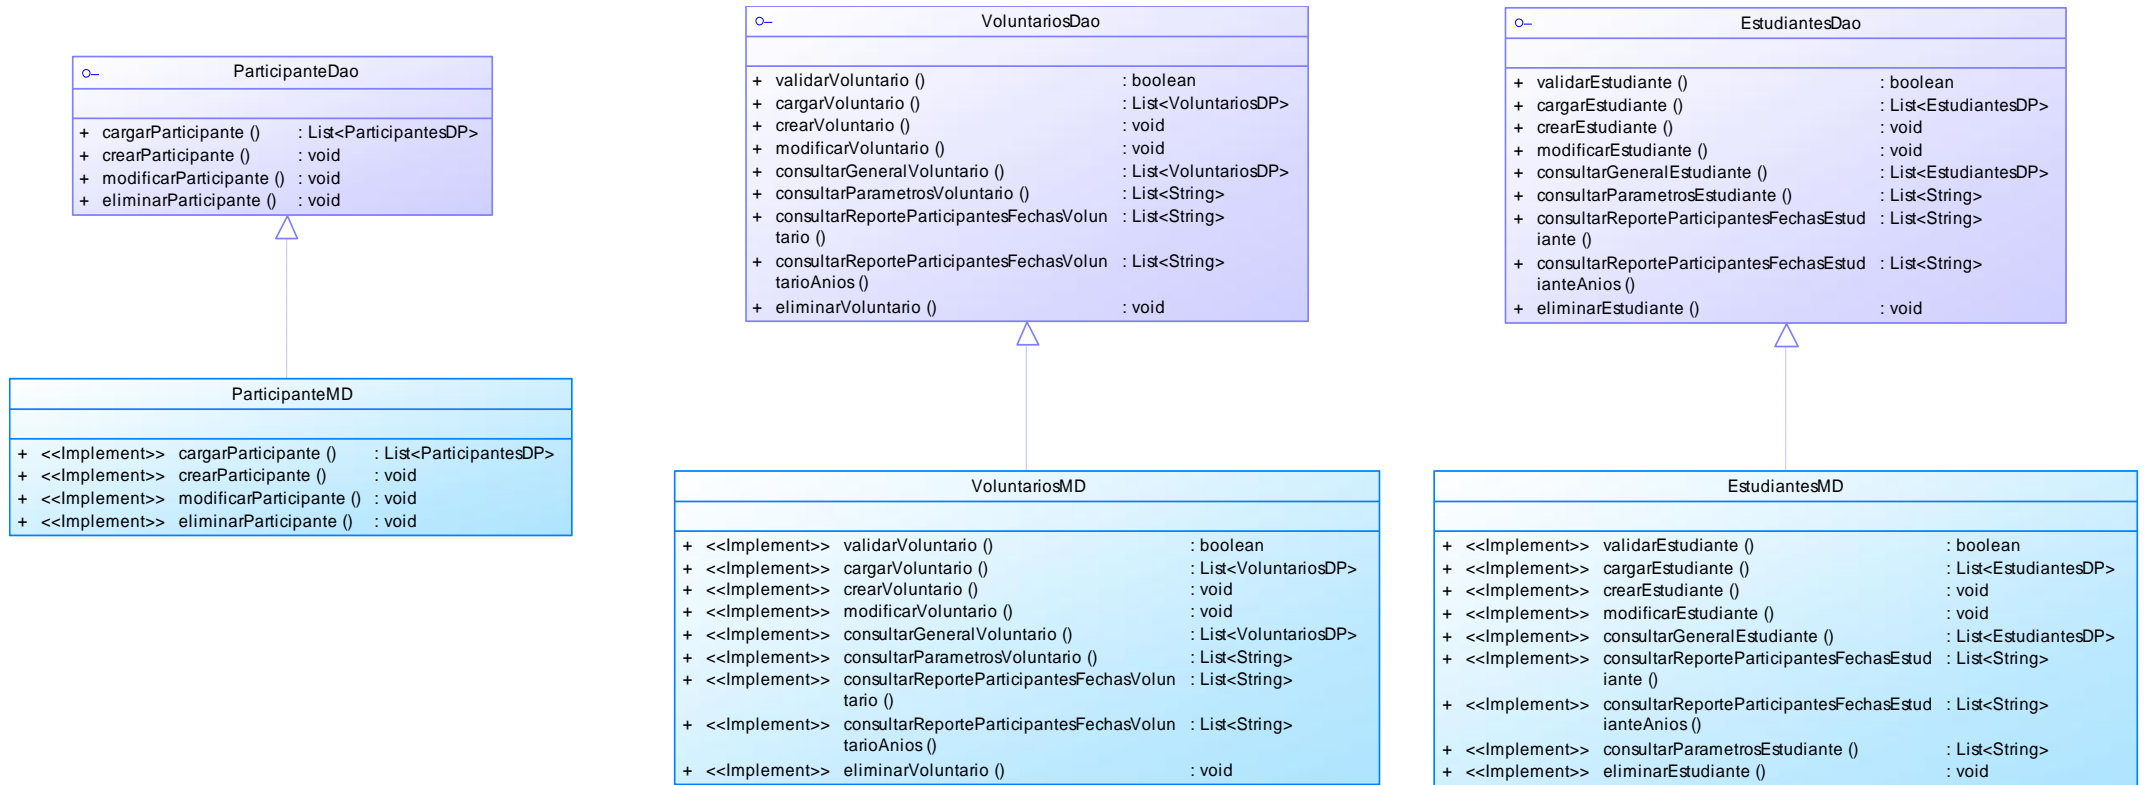 ParticipanteDao
+ cargarParticipante () : List<ParticipantesDP>
+ crearParticipante () : void
+ modificarParticipante () : void
+ eliminarParticipante () : void
ParticipanteMD
+ <<Implement>> cargarParticipante () : List<ParticipantesDP>
+ <<Implement>> crearParticipante () : void
+ <<Implement>> modificarParticipante () : void
+ <<Implement>> eliminarParticipante () : void
VoluntariosDao
+ validarVoluntario () : boolean
+ cargarVoluntario () : List<VoluntariosDP>
+ crearVoluntario () : void
+ modificarVoluntario () : void
+ consultarGeneralVoluntario () : List<VoluntariosDP>
+ consultarParametrosVoluntario () : List<String>
+ consultarReporteParticipantesFechasVolun : List<String>
tario ()
+ consultarReporteParticipantesFechasVolun : List<String>
tarioAnios ()
+ eliminarVoluntario () : void
VoluntariosMD
+ <<Implement>> validarVoluntario () : boolean
+ <<Implement>> cargarVoluntario () : List<VoluntariosDP>
+ <<Implement>> crearVoluntario () : void
+ <<Implement>> modificarVoluntario () : void
+ <<Implement>> consultarGeneralVoluntario () : List<VoluntariosDP>
+ <<Implement>> consultarParametrosVoluntario () : List<String>
+ <<Implement>> consultarReporteParticipantesFechasVolun : List<String>
tario ()
+ <<Implement>> consultarReporteParticipantesFechasVolun : List<String>
tarioAnios ()
+ <<Implement>> eliminarVoluntario () : void
EstudiantesDao
+ validarEstudiante () : boolean
+ cargarEstudiante () : List<EstudiantesDP>
+ crearEstudiante () : void
+ modificarEstudiante () : void
+ consultarGeneralEstudiante () : List<EstudiantesDP>
+ consultarParametrosEstudiante () : List<String>
+ consultarReporteParticipantesFechasEstud : List<String>
iante ()
+ consultarReporteParticipantesFechasEstud : List<String>
ianteAnios ()
+ eliminarEstudiante () : void
EstudiantesMD
+ <<Implement>> validarEstudiante () : boolean
+ <<Implement>> cargarEstudiante () : List<EstudiantesDP>
+ <<Implement>> crearEstudiante () : void
+ <<Implement>> modificarEstudiante () : void
+ <<Implement>> consultarGeneralEstudiante () : List<EstudiantesDP>
+ <<Implement>> consultarReporteParticipantesFechasEstud : List<String>
iante ()
+ <<Implement>> consultarReporteParticipantesFechasEstud : List<String>
ianteAnios ()
+ <<Implement>> consultarParametrosEstudiante () : List<String>
+ <<Implement>> eliminarEstudiante () : void